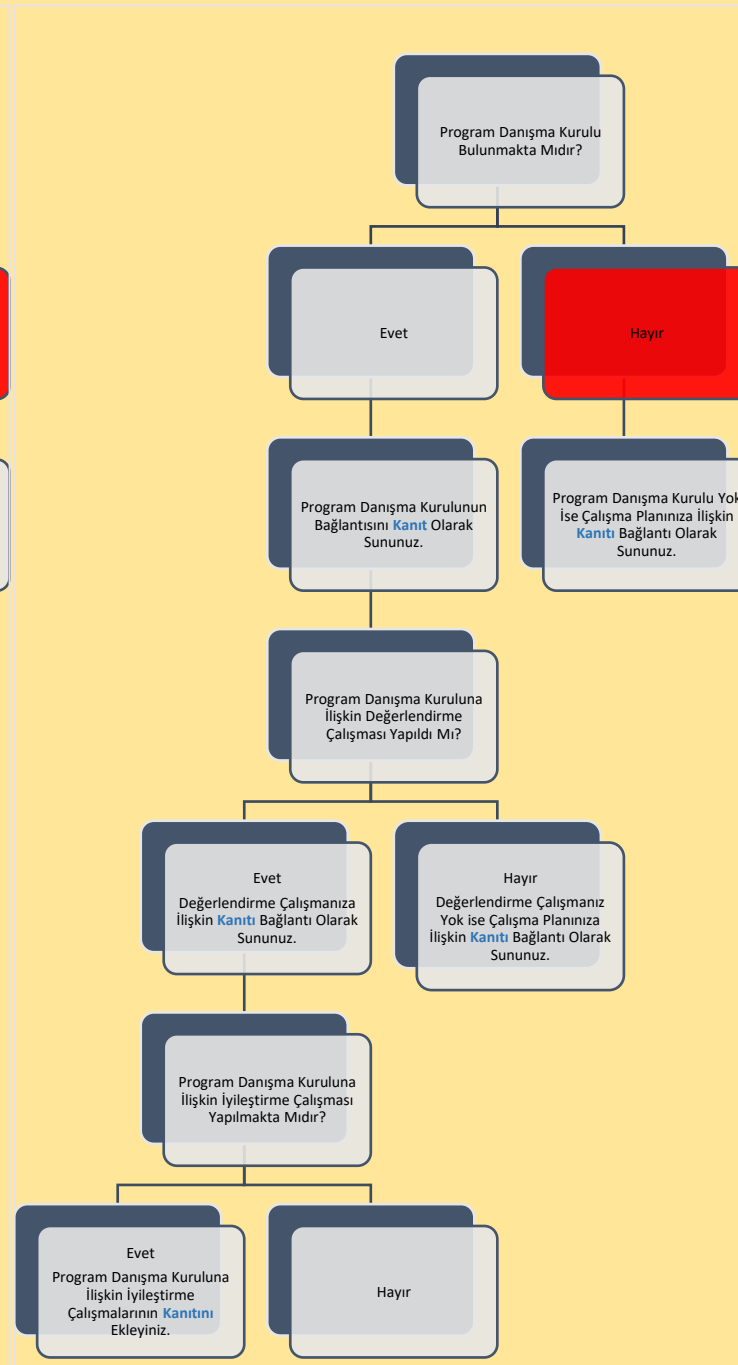 Program Danışma Kurulu
Bulunmakta Mıdır?
Evet
Hayır
Program Danışma Kurulunun
Bağlantısını Kanıt Olarak
Sununuz.
Program Danışma Kurulu Yok
İse Çalışma Planınıza İlişkin
Kanıtı Bağlantı Olarak
Sununuz.
Program Danışma Kuruluna
İlişkin Değerlendirme
Çalışması Yapıldı Mı?
Evet
Değerlendirme Çalışmanıza
İlişkin Kanıtı Bağlantı Olarak
Sununuz.
Hayır
Değerlendirme Çalışmanız
Yok ise Çalışma Planınıza
İlişkin Kanıtı Bağlantı Olarak
Sununuz.
Program Danışma Kuruluna
İlişkin İyileştirme Çalışması
Yapılmakta Mıdır?
Evet
Program Danışma Kuruluna
İlişkin İyileştirme
Çalışmalarının Kanıtını
Ekleyiniz.
Hayır